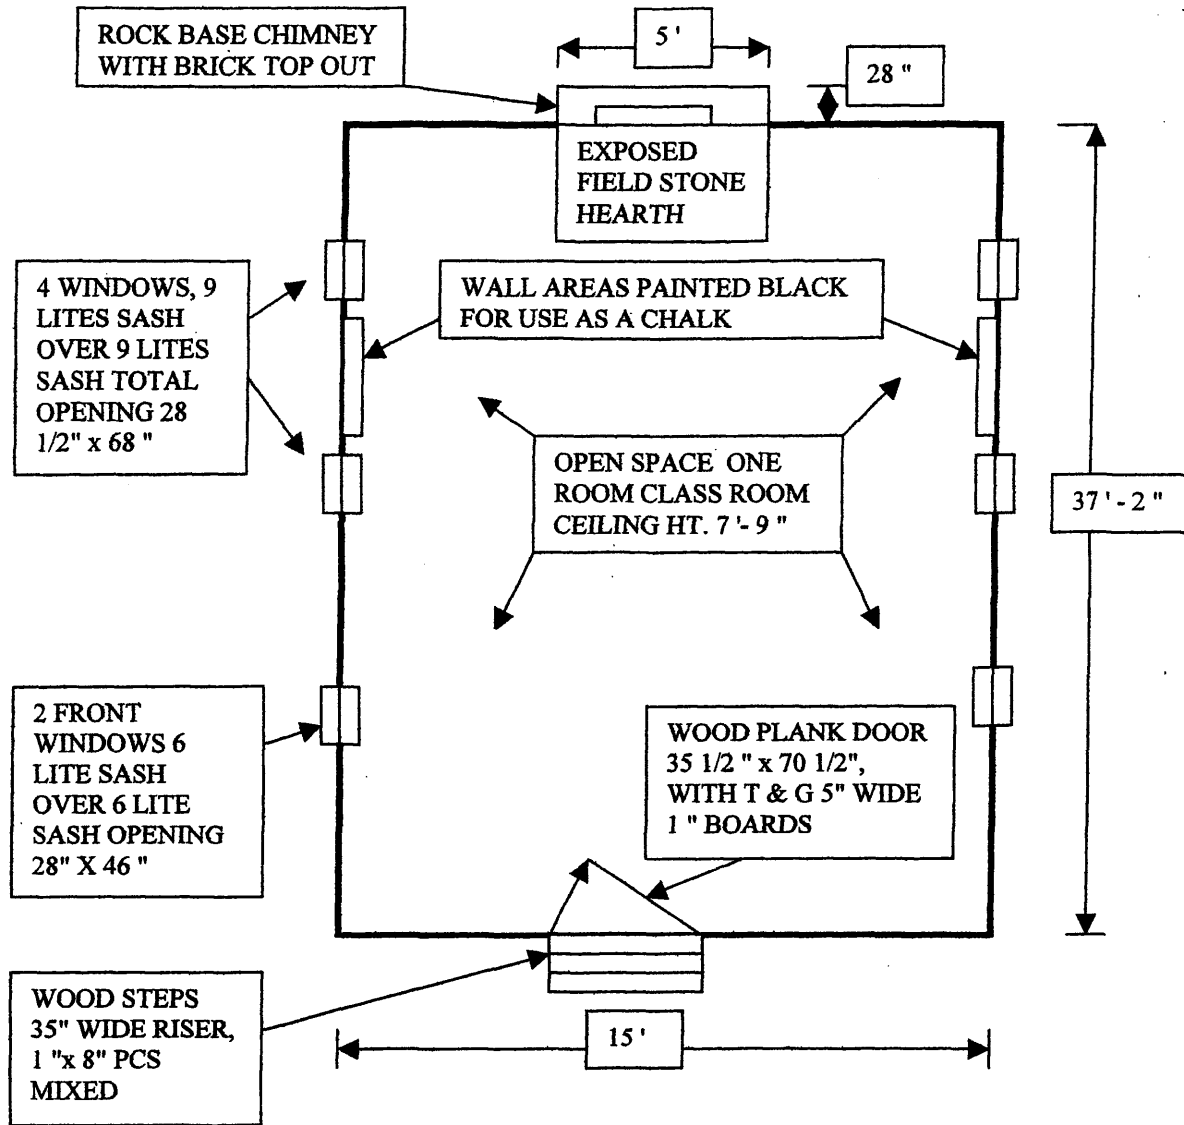 ROCK BASE CHIMNEY
WITH BRICK TOP OUT
5 '
28 "
EXPOSED
FIELD STONE
HEARTH
4 WINDOWS, 9
LITES SASH
OVER 9 LITES
SASH TOTAL
OPENING 28
1/2" x 68 "
WALL AREAS PAINTED BLACK
FOR USE AS A CHALK
OPEN SPACE ONE
ROOM CLASS ROOM
CEILING HT. 7 '- 9 "
37 ' - 2 "
2 FRONT
WINDOWS 6
LITE SASH
OVER 6 LITE
SASH OPENING
28" X 46 "
WOOD PLANK DOOR
35 1/2 " x 70 1/2",
WITH T & G 5" WIDE
1 " BOARDS
WOOD STEPS
35" WIDE RISER,
1 "x 8" PCS
MIXED
15 '